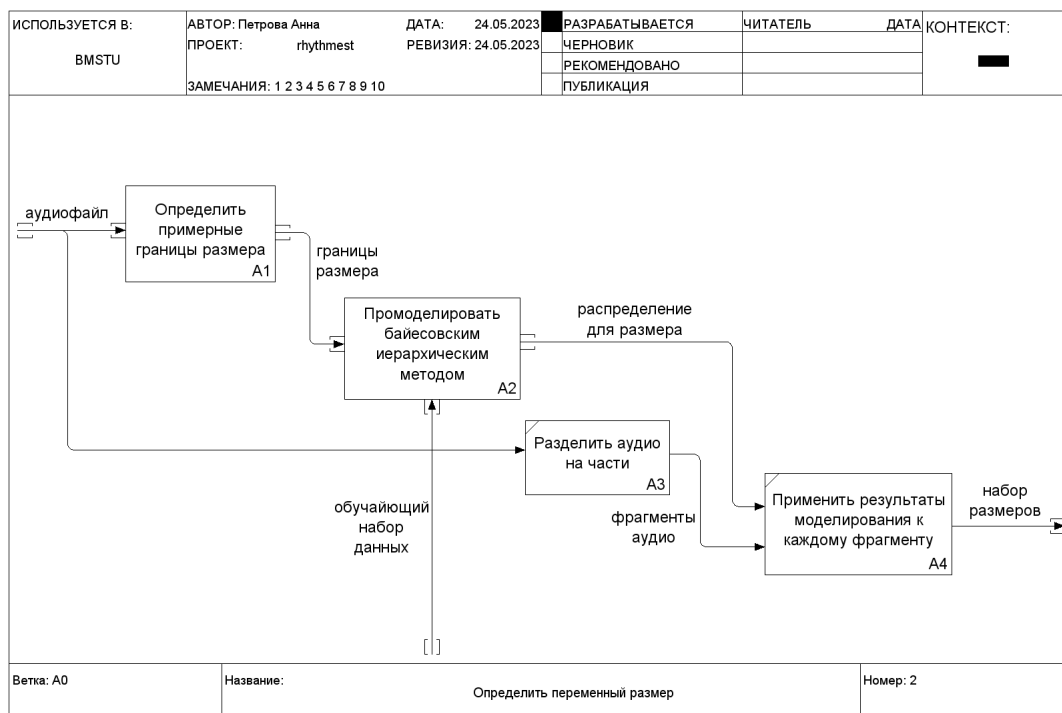 ИСПОЛЬЗУЕТСЯ В:
BMSTU
АВТОР: Петрова Анна
ДАТА: 24.05.2023
ПРОЕКТ: rhythmest
РЕВИЗИЯ: 24.05.2023
ЗАМЕЧАНИЯ: 1 2 3 4 5 6 7 8 9 10
РАЗРАБАТЫВАЕТСЯ
ЧЕРНОВИК
РЕКОМЕНДОВАНО
ПУБЛИКАЦИЯ
ЧИТАТЕЛЬ
ДАТА
КОНТЕКСТ:
аудиофайл
Определить
примерные
границы размера
A1
границы
размера
Промоделировать
байесовским
иерархическим
методом
A2
распределение
для размера
Разделить аудио
на части
A3
обучающий
набор
данных
фрагменты
аудио
Применить результаты
моделирования к
каждому фрагменту
A4
набор
размеров
Ветка: A0
Название:
Определить переменный размер
Номер: 2